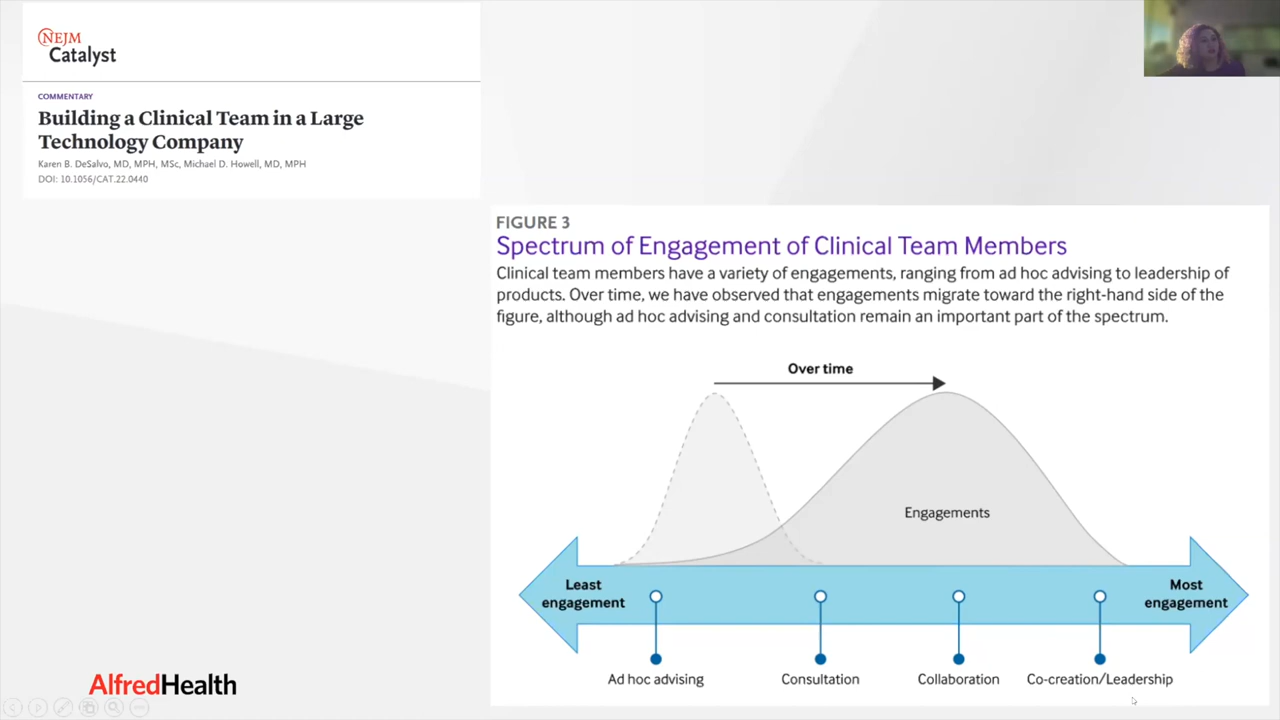 NEJM
Catalyst
COMMENTARY
Building a Clinical Team in a Large
Technology Company
Karen B. DeSalvo, MD, MPH, MSc, Michael D. Howell, MD, MPH
DOI: 10.1056/CAT.22.0440
FIGURE 3
Spectrum of Engagement of Clinical Team Members
Clinical team members have a variety of engagements, ranging from ad hoc advising to leadership of
products. Over time, we have observed that engagements migrate toward the right-hand side of the
figure, although ad hoc advising and consultation remain an important part of the spectrum.
Over time
Engagements
Least
engagement
Most
engagement
Ad hoc advising
Consultation
Collaboration
Co-creation/Leadership
AlfredHealth